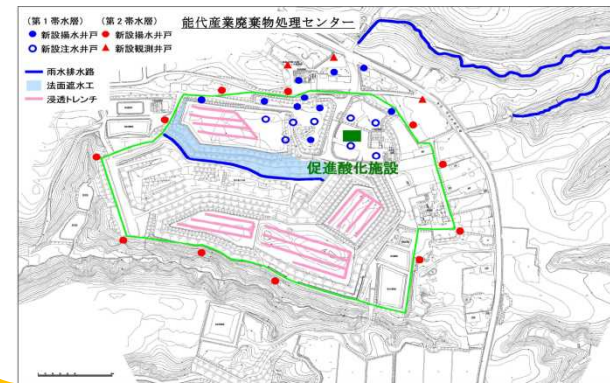 能代産業廃棄物処理センター
(第1帯水層) (第2帯水層)
新設揚水井戸 新設揚水井戸
新設注水井戸 新設観測井戸
雨水排水路
法面遮水工
浸透トレンチ
促進酸化施設